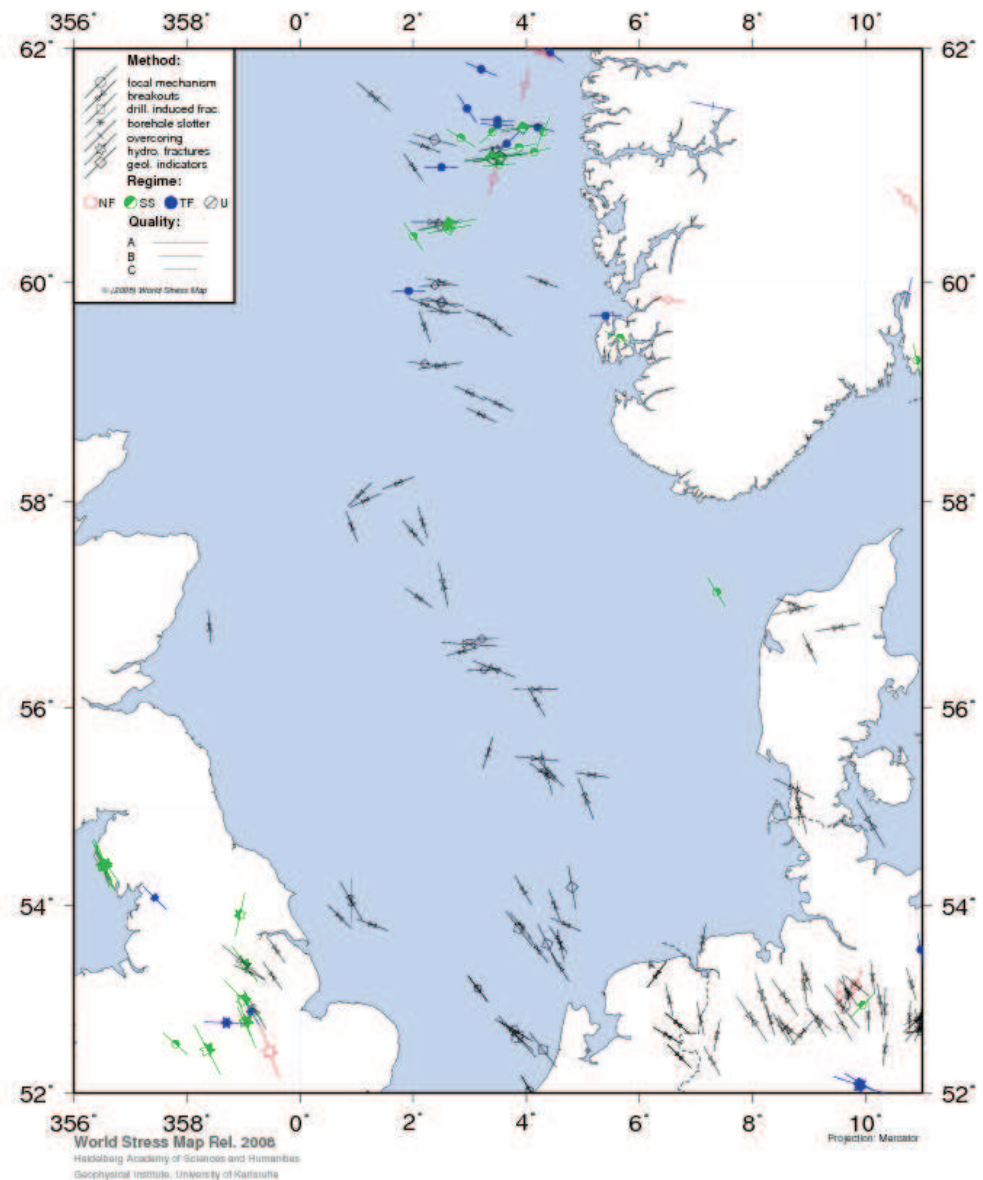 356° 358° 0° 2° 4° 6° 8° 10°
62° 62°
Method:
focal mechanism
breakouts
drill. induced frac.
borehole slotter
overcoring
hydro. fractures
geol. indicators
Regime:
NF SS TF U
Quality:
A
B
C
© (2008) World Stress Map
60° 60°
58° 58°
56° 56°
54° 54°
52° 52°
356° 358° 0° 2° 4° 6° 8° 10°
World Stress Map Rel. 2008
Projection: Mercator
Heidelberg Academy of Sciences and Humanities
Geophysical Institute, University of Karlsruhe